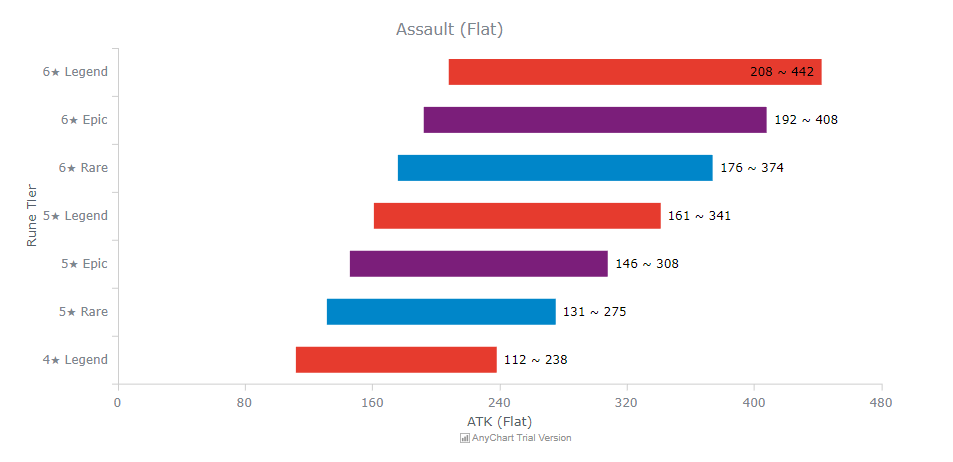 Assault (Flat)
6★ Legend
208 ~ 442
6★ Epic
192 ~ 408
6★ Rare
176 ~ 374
5★ Legend
161 ~ 341
5★ Epic
146 ~ 308
5★ Rare
131 ~ 275
4★ Legend
112 ~ 238
Rune TIer
0 80 160 240 320 400 480
ATK (Flat)
AnyChart Trial Version